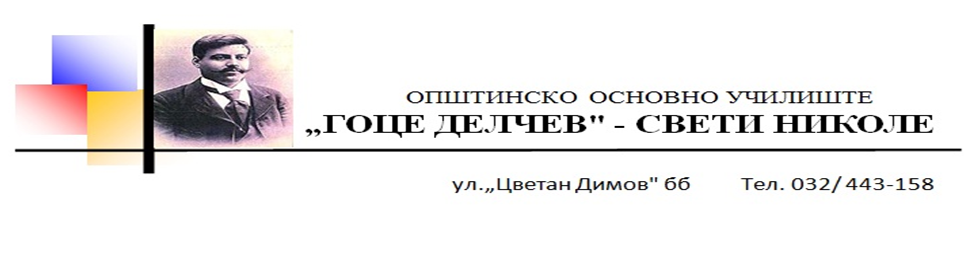 ОПШТИНСКО ОСНОВНО УЧИЛИШТЕ
„ГОЦЕ ДЕЛЧЕВ" - СВЕТИ НИКОЛЕ
ул.„Цветан Димов" бб Тел. 032/ 443-158